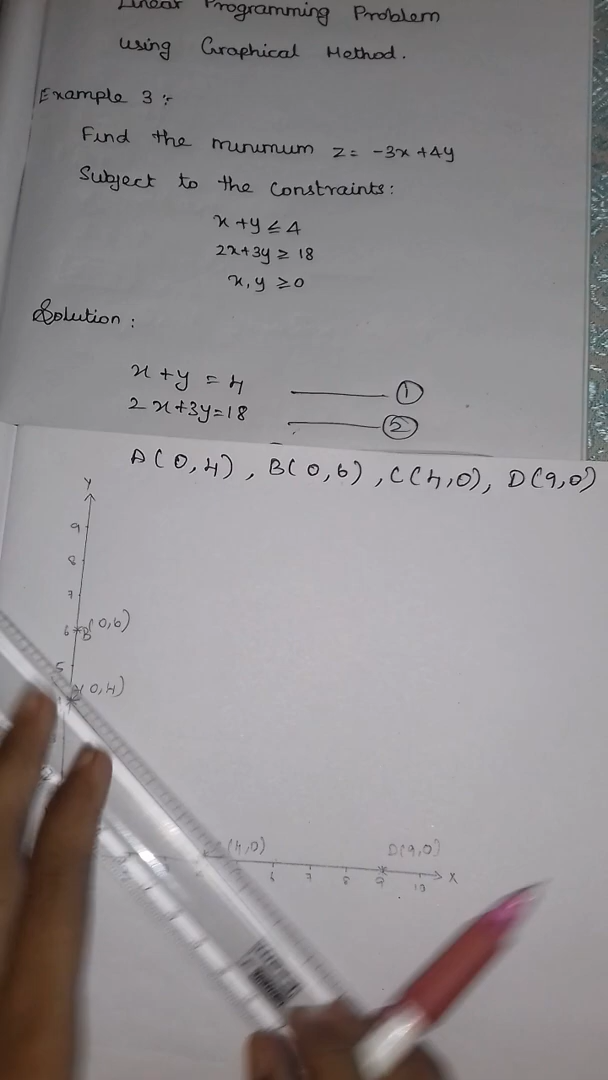 Linear Programming Problem
using Graphical Method.
Example 3 :-
Find the minimum z = -3x +4y
Subject to the Constraints:
x +y ≤ 4
2x+3y ≥ 18
x, y ≥0
Solution :
x +y = 4 ①
2x+3y=18 ②
A(0,4), B(0,6), C(4,0), D(9,0)
Y
9
8
7
6 B(0,6)
5
A(0,4)
(4,0) D(9,0)
6 7 8 9 10 X